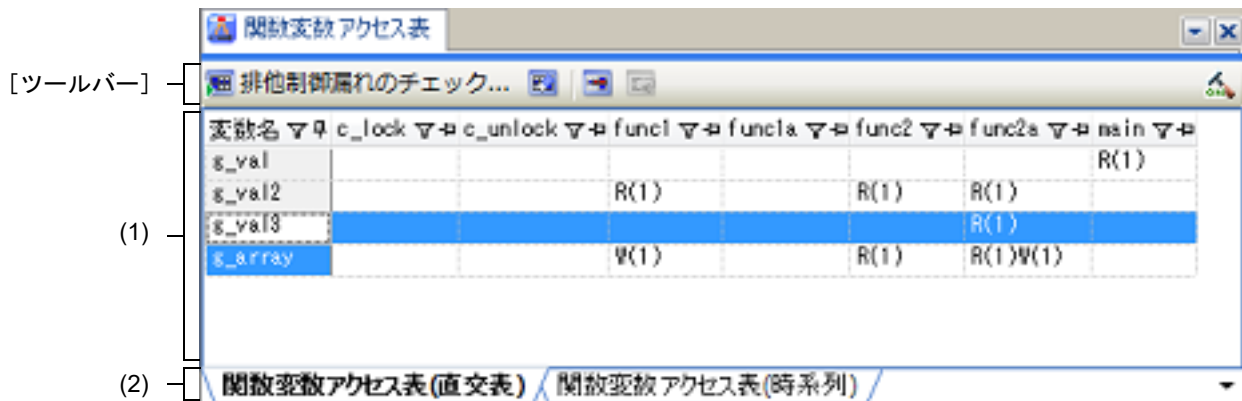 関数変数アクセス表
[ツールバー]
排他制御漏れのチェック...
変数名 c_lock c_unlock func1 func1a func2 func2a main
g_val R(1)
g_val2 R(1) R(1) R(1)
(1)
g_val3 R(1)
g_array W(1) R(1) R(1)W(1)
(2)
関数変数アクセス表(直交表) 関数変数アクセス表(時系列)